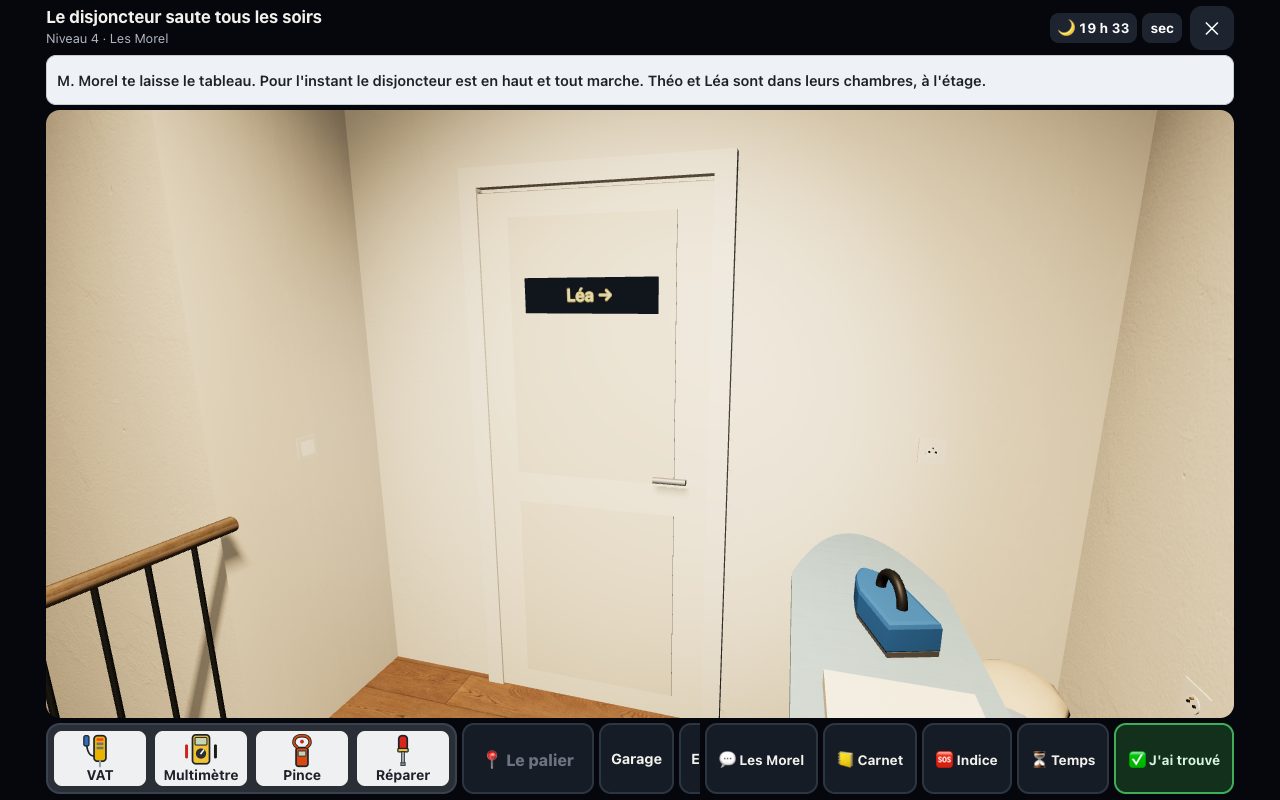 Le disjoncteur saute tous les soirs
Niveau 4 · Les Morel
🌙 19 h 33
sec
M. Morel te laisse le tableau. Pour l'instant le disjoncteur est en haut et tout marche. Théo et Léa sont dans leurs chambres, à l'étage.
Léa →
VAT
Multimètre
Pince
Réparer
📍 Le palier
Garage
E
💬 Les Morel
📒 Carnet
🆘 Indice
⏳ Temps
✅ J'ai trouvé